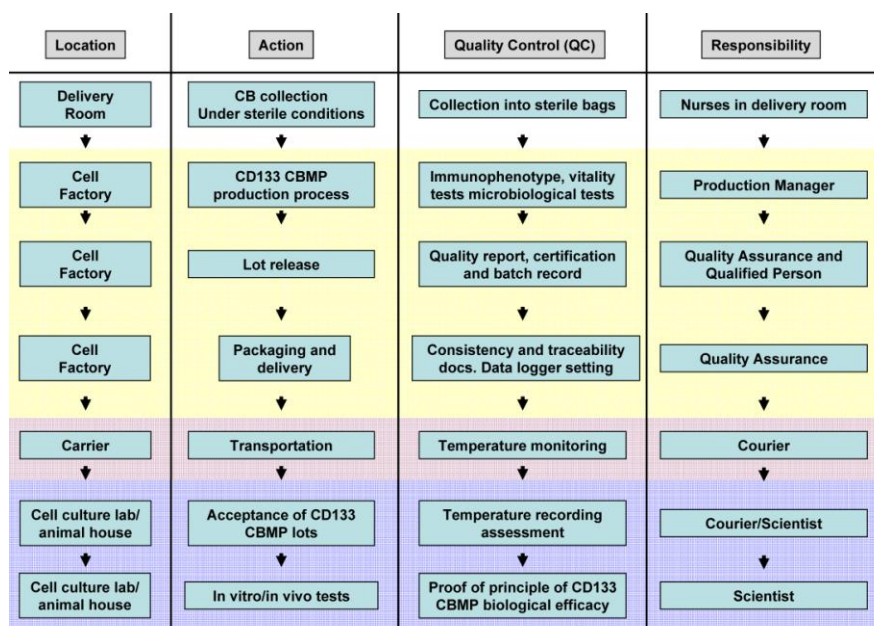 Location
Action
Quality Control (QC)
Responsibility
Delivery
Room
CB collection
Under sterile conditions
Collection into sterile bags
Nurses in delivery room
Cell
Factory
CD133 CBMP
production process
Immunophenotype, vitality
tests microbiological tests
Production Manager
Cell
Factory
Lot release
Quality report, certification
and batch record
Quality Assurance and
Qualified Person
Cell
Factory
Packaging and
delivery
Consistency and traceability
docs. Data logger setting
Quality Assurance
Carrier
Transportation
Temperature monitoring
Courier
Cell culture lab/
animal house
Acceptance of CD133
CBMP lots
Temperature recording
assessment
Courier/Scientist
Cell culture lab/
animal house
In vitro/in vivo tests
Proof of principle of CD133
CBMP biological efficacy
Scientist